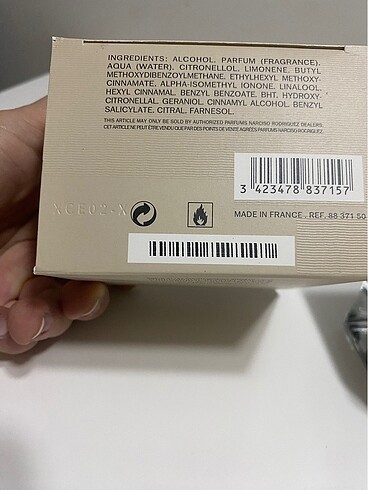 INGREDIENTS: ALCOHOL. PARFUM (FRAGRANCE).
AQUA (WATER). CITRONELLOL. LIMONENE. BUTYL
METHOXYDIBENZOYLMETHANE. ETHYLHEXYL METHOXY-
CINNAMATE. ALPHA-ISOMETHYL IONONE. LINALOOL.
HEXYL CINNAMAL. BENZYL BENZOATE. BHT. HYDROXY-
CITRONELLAL. GERANIOL. CINNAMYL ALCOHOL. BENZYL
SALICYLATE. CITRAL. FARNESOL.
THIS ARTICLE MAY ONLY BE SOLD BY AUTHORIZED PARFUMS NARCISO RODRIGUEZ DEALERS.
CET ARTICLE NE PEUT ÊTRE VENDU QUE PAR DES POINTS DE VENTE AGRÉÉS PARFUMS NARCISO RODRIGUEZ.
3 423478 837157
MADE IN FRANCE . REF. 88 371 50